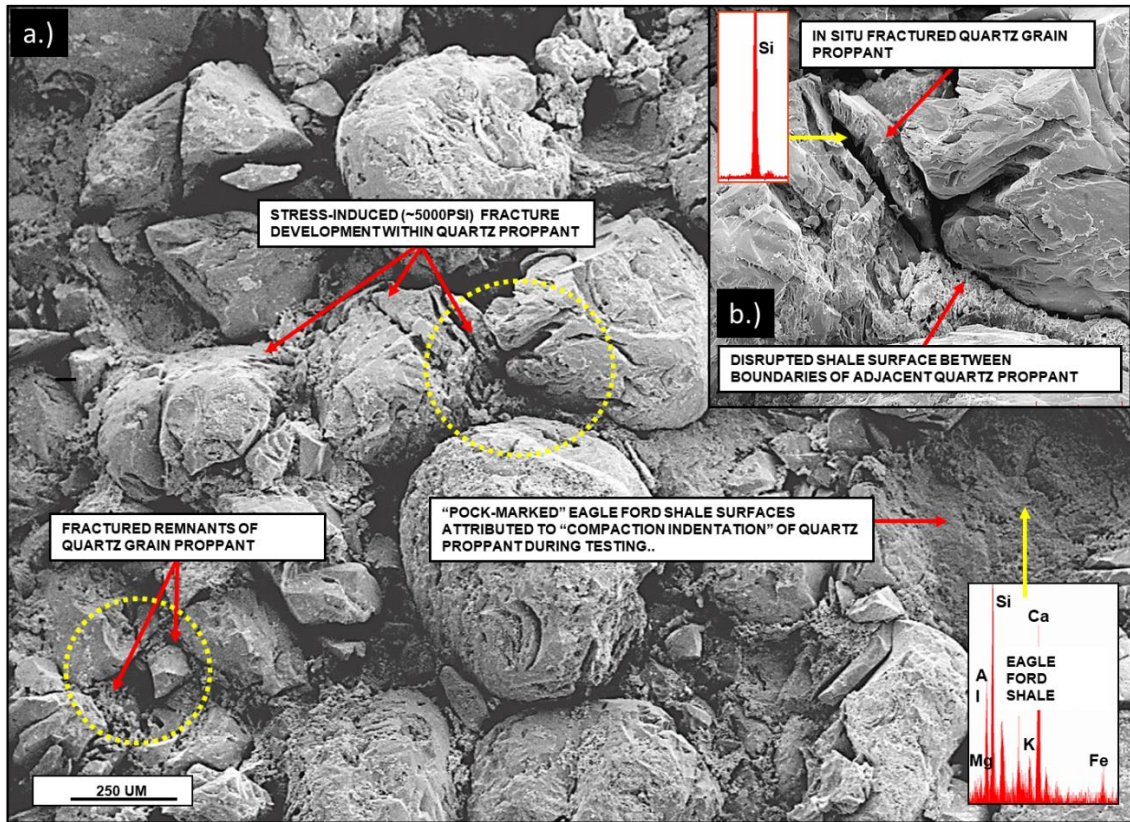 a.)
Si
IN SITU FRACTURED QUARTZ GRAIN
PROPPANT
STRESS-INDUCED (~5000PSI) FRACTURE
DEVELOPMENT WITHIN QUARTZ PROPPANT
b.)
DISRUPTED SHALE SURFACE BETWEEN
BOUNDARIES OF ADJACENT QUARTZ PROPPANT
"POCK-MARKED" EAGLE FORD SHALE SURFACES
ATTRIBUTED TO "COMPACTION INDENTATION" OF QUARTZ
PROPPANT DURING TESTING..
FRACTURED REMNANTS OF
QUARTZ GRAIN PROPPANT
Si
Ca
EAGLE
FORD
SHALE
A
l
K
Mg
Fe
250 UM